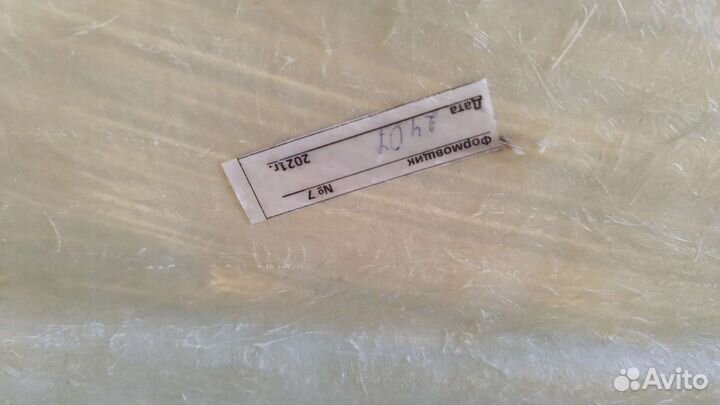 Формовщик № 7
Дата 24 07 2021г.
Avito